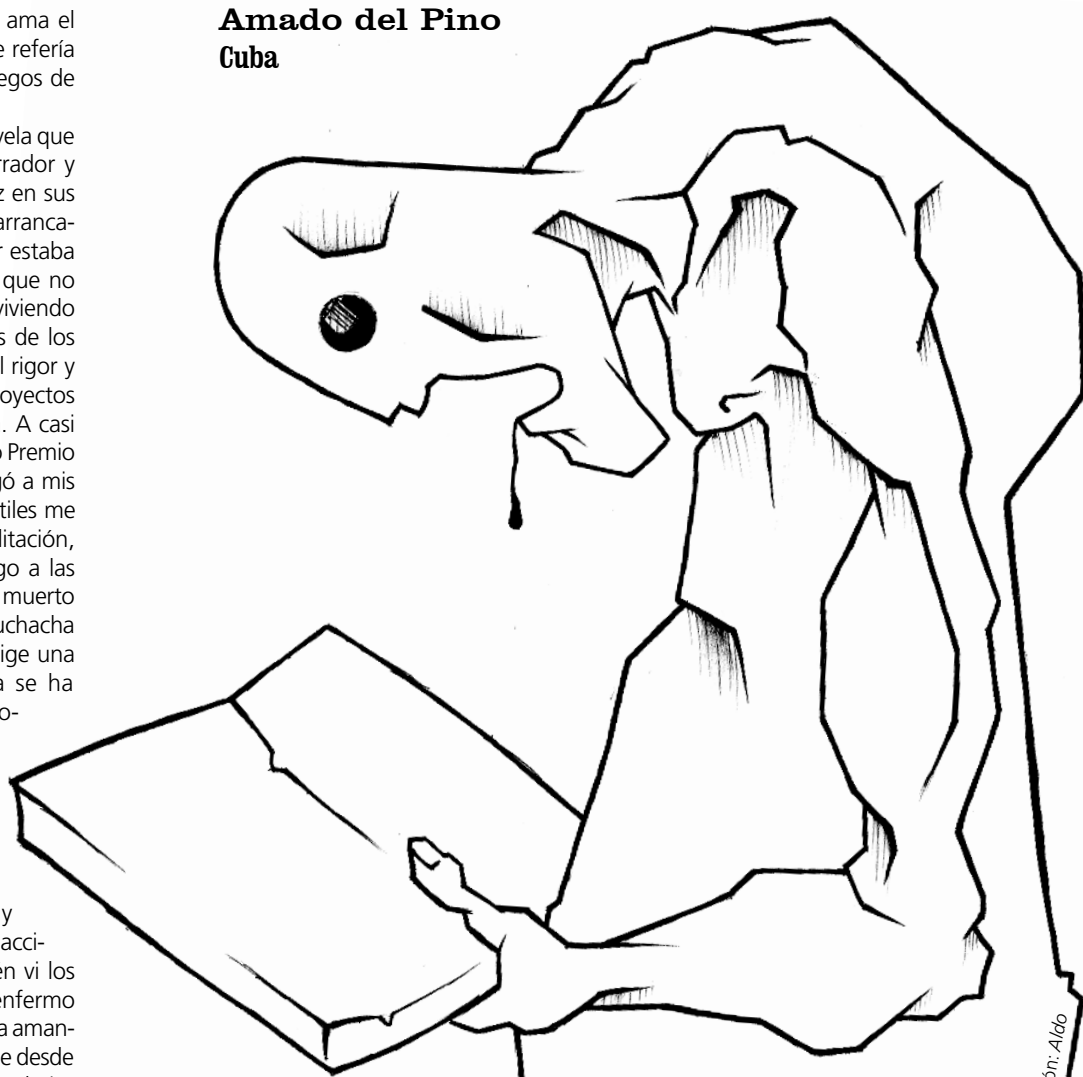 Amado del Pino
Cuba
ama el
e refería
egos de
vela que
rrador y
z en sus
arranca-
r estaba
que no
viviendo
s de los
l rigor y
oyectos
. A casi
o Premio
gó a mis
tiles me
litación,
go a las
muerto
uchacha
ige una
a se ha
o-
y
acci-
en vi los
enfermo
a aman-
e desde
ón: Aldo